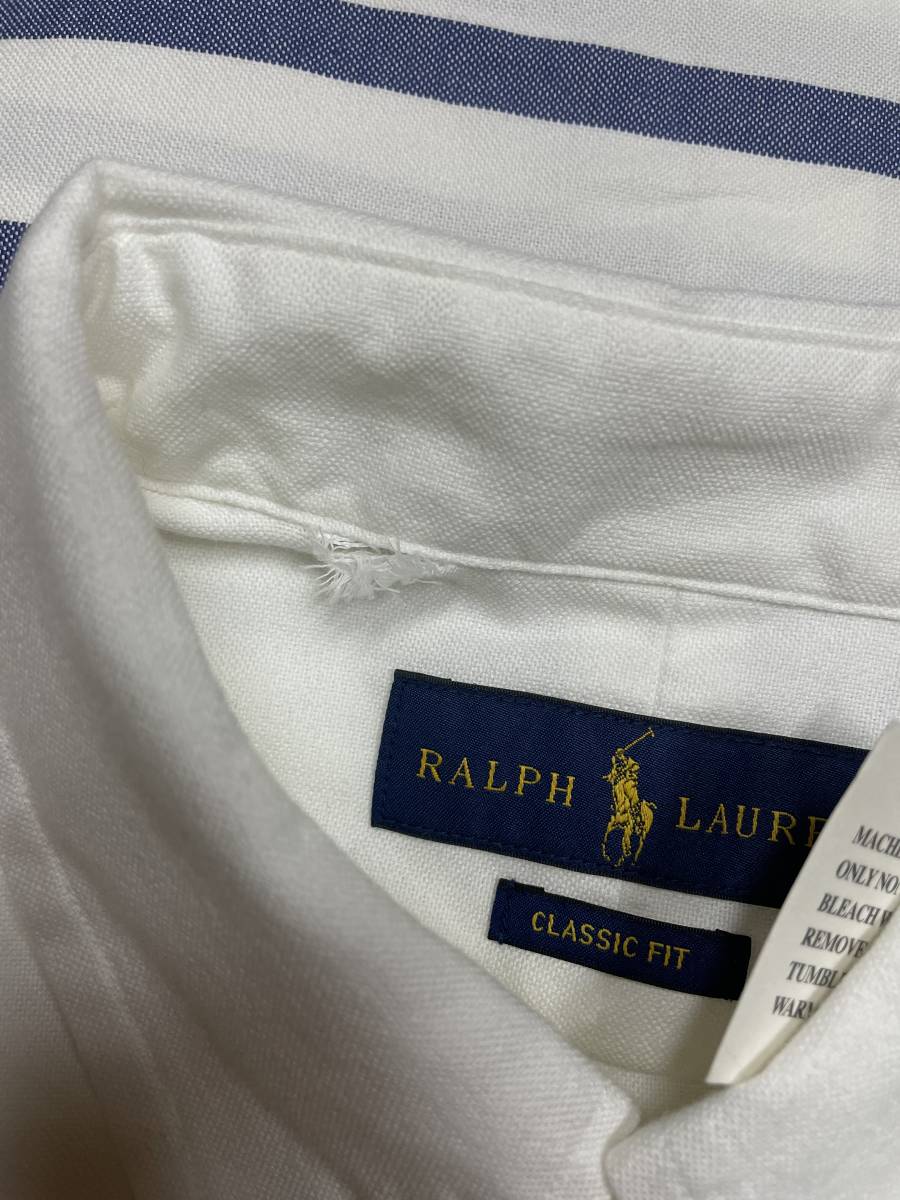 RALPH LAURE
CLASSIC FIT
MACHI
ONLY NO
BLEACH W
REMOVE
TUMBL
WARM